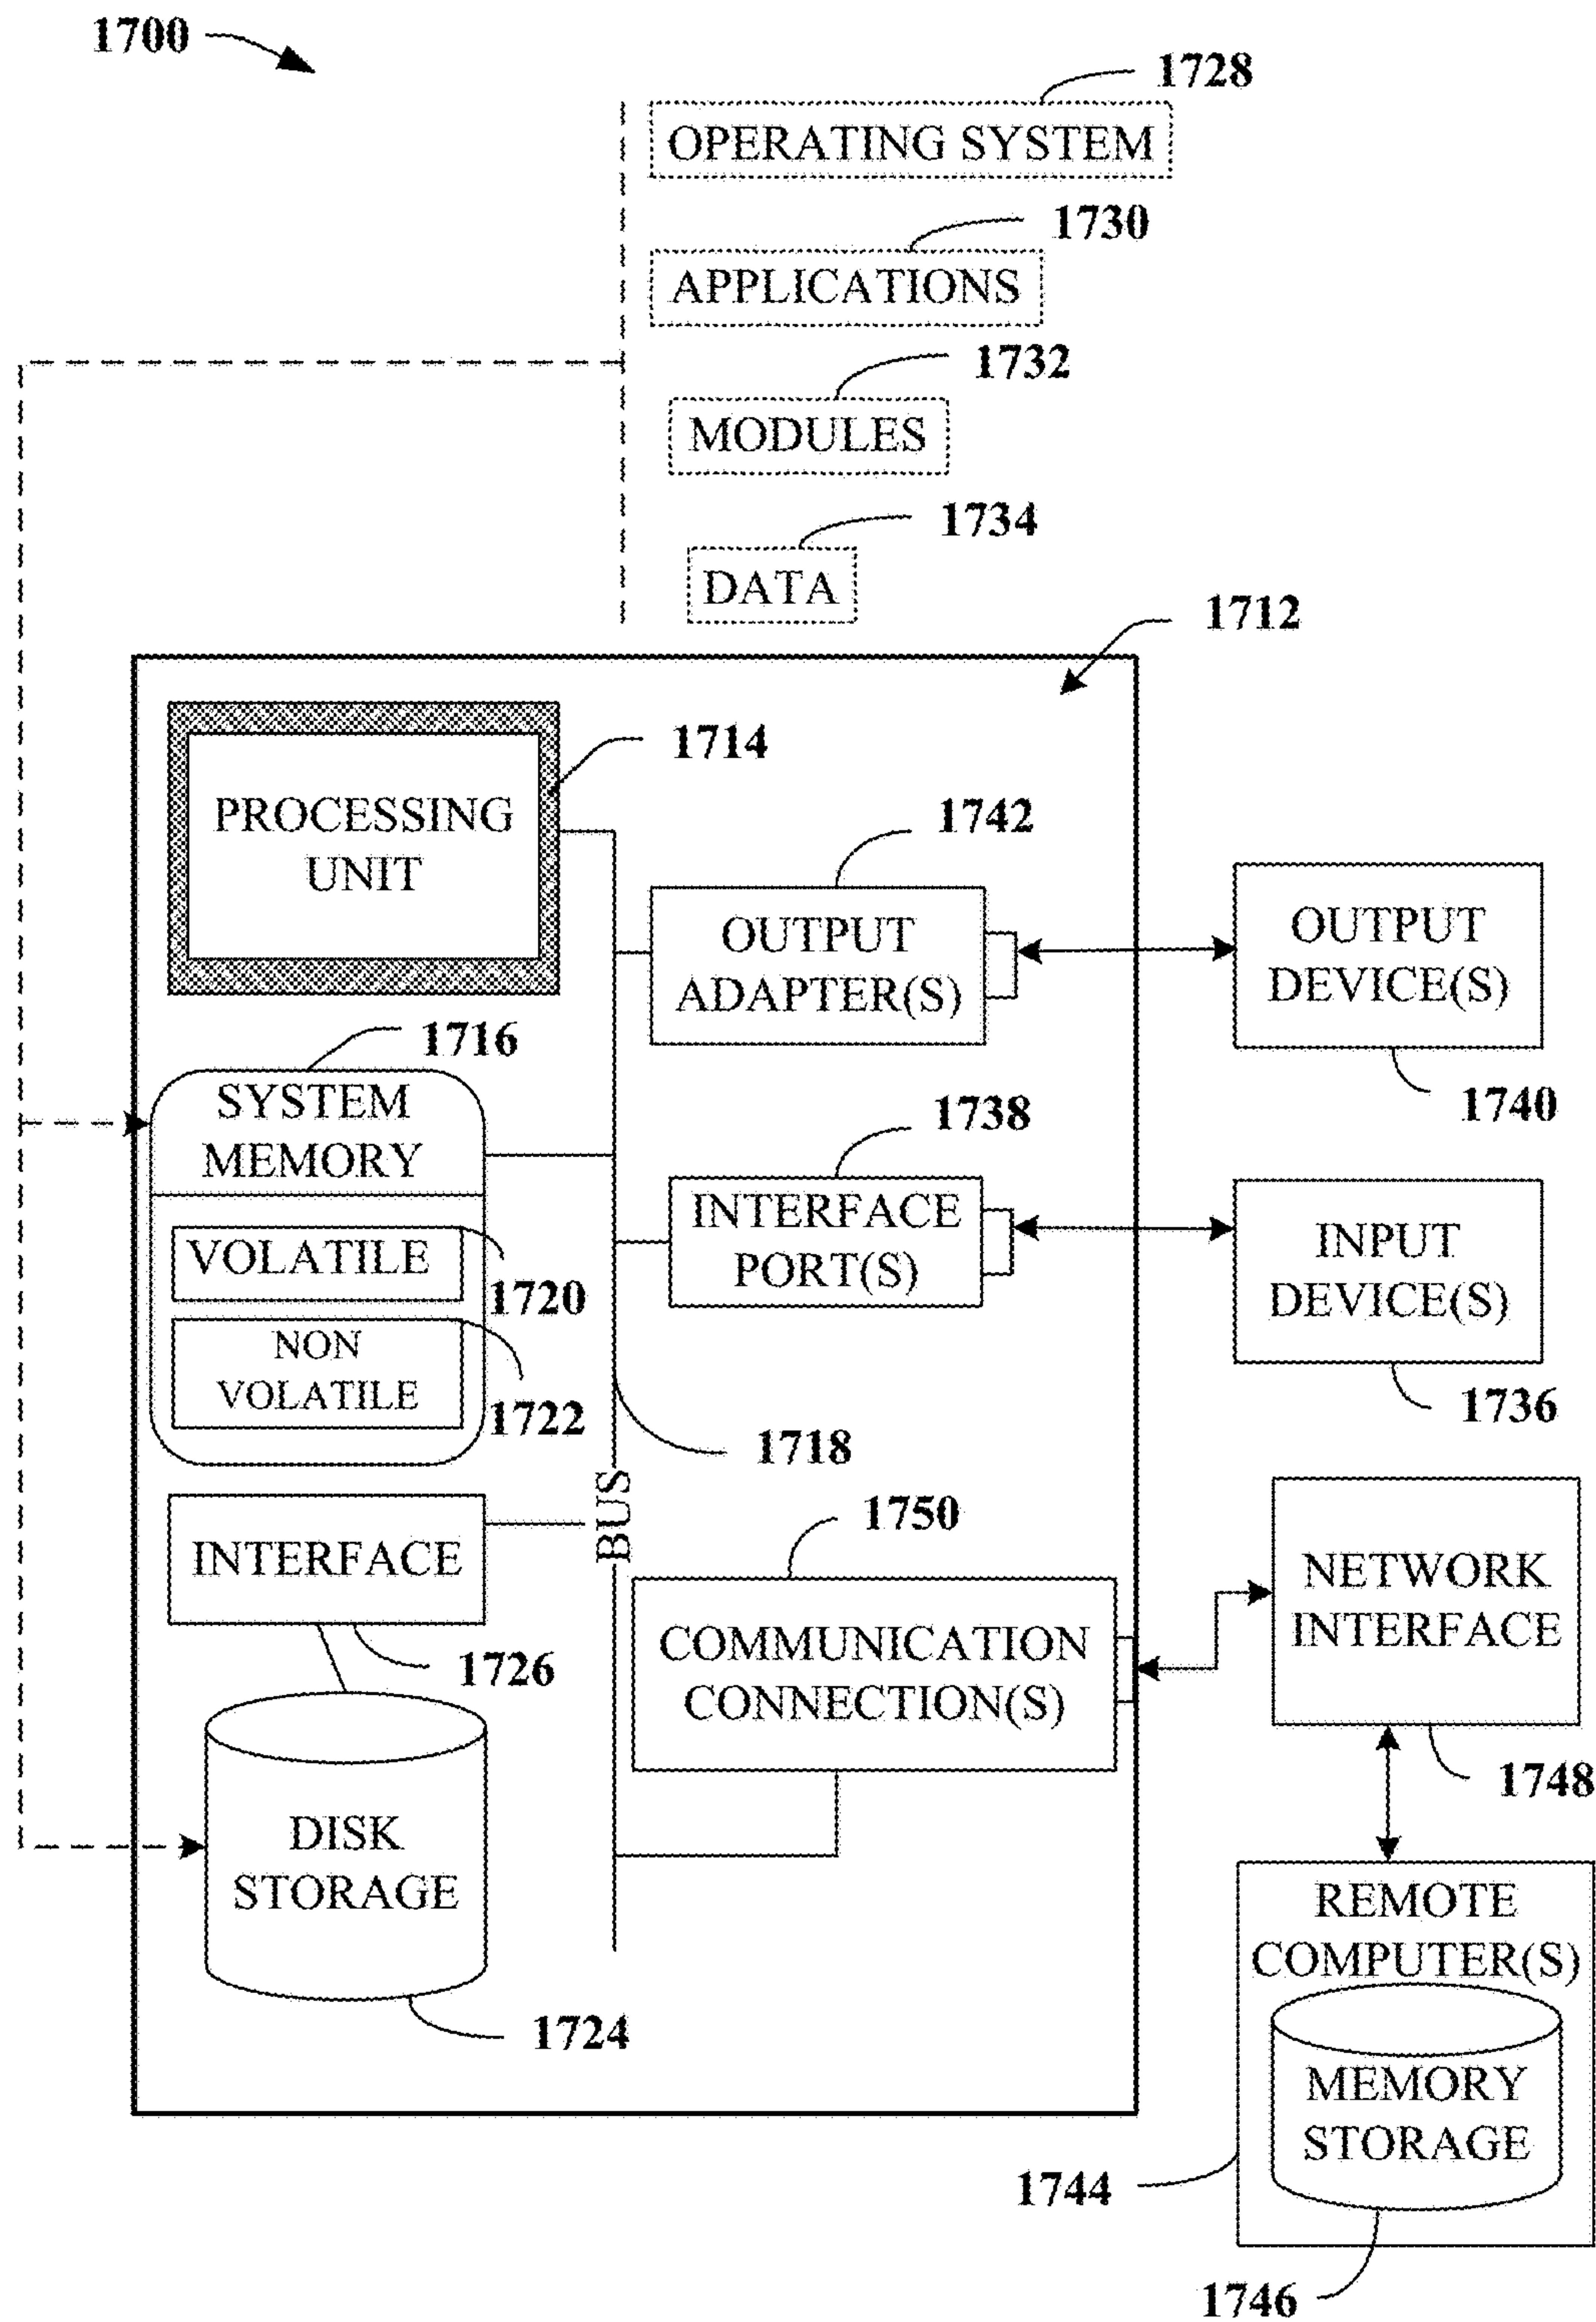 1700
1728
OPERATING SYSTEM
1730
APPLICATIONS
1732
MODULES
1734
DATA
1712
1714
PROCESSING
UNIT
1742
OUTPUT
ADAPTER(S)
OUTPUT
DEVICE(S)
1740
1716
SYSTEM
MEMORY
VOLATILE
1720
NON
VOLATILE
1722
1738
INTERFACE
PORT(S)
INPUT
DEVICE(S)
1736
1718
BUS
INTERFACE
1726
1750
COMMUNICATION
CONNECTION(S)
NETWORK
INTERFACE
1748
DISK
STORAGE
1724
REMOTE
COMPUTER(S)
MEMORY
STORAGE
1744
1746